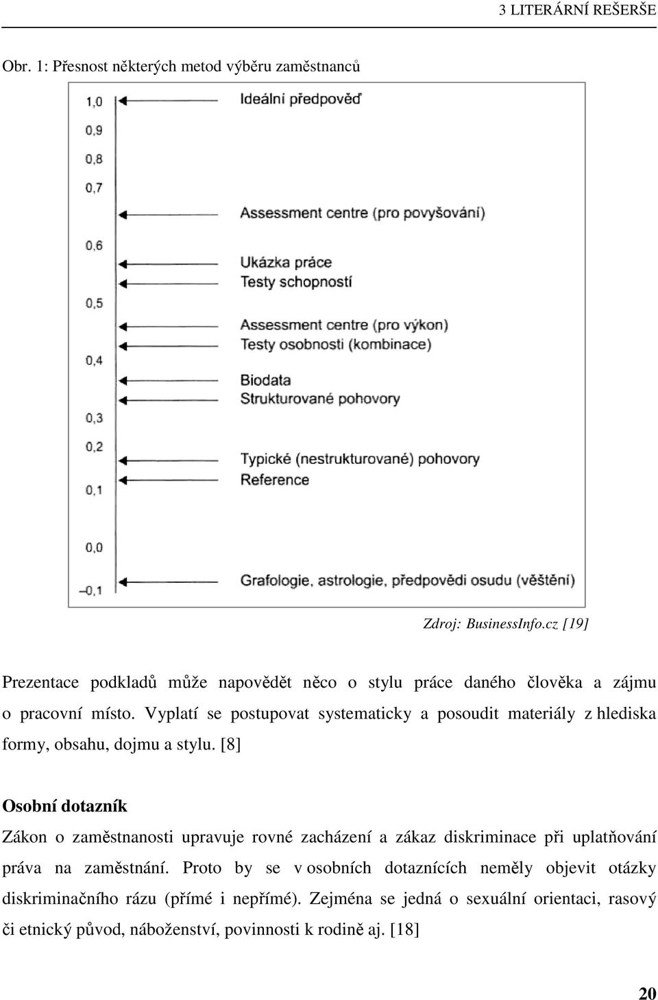 3 LITERÁRNÍ REŠERŠE
Obr. 1: Přesnost některých metod výběru zaměstnanců
1,0 Ideální předpověď
0,9
0,8
0,7
Assessment centre (pro povyšování)
0,6
Ukázka práce
Testy schopností
0,5
Assessment centre (pro výkon)
Testy osobnosti (kombinace)
0,4
Biodata
Strukturované pohovory
0,3
0,2
Typické (nestrukturované) pohovory
Reference
0,1
0,0
Grafologie, astrologie, předpovědi osudu (věštění)
–0,1
Zdroj: BusinessInfo.cz [19]
Prezentace podkladů může napovědět něco o stylu práce daného člověka a zájmu
o pracovní místo. Vyplatí se postupovat systematicky a posoudit materiály z hlediska
formy, obsahu, dojmu a stylu. [8]
Osobní dotazník
Zákon o zaměstnanosti upravuje rovné zacházení a zákaz diskriminace při uplatňování
práva na zaměstnání. Proto by se v osobních dotaznících neměly objevit otázky
diskriminačního rázu (přímé i nepřímé). Zejména se jedná o sexuální orientaci, rasový
či etnický původ, náboženství, povinnosti k rodině aj. [18]
20